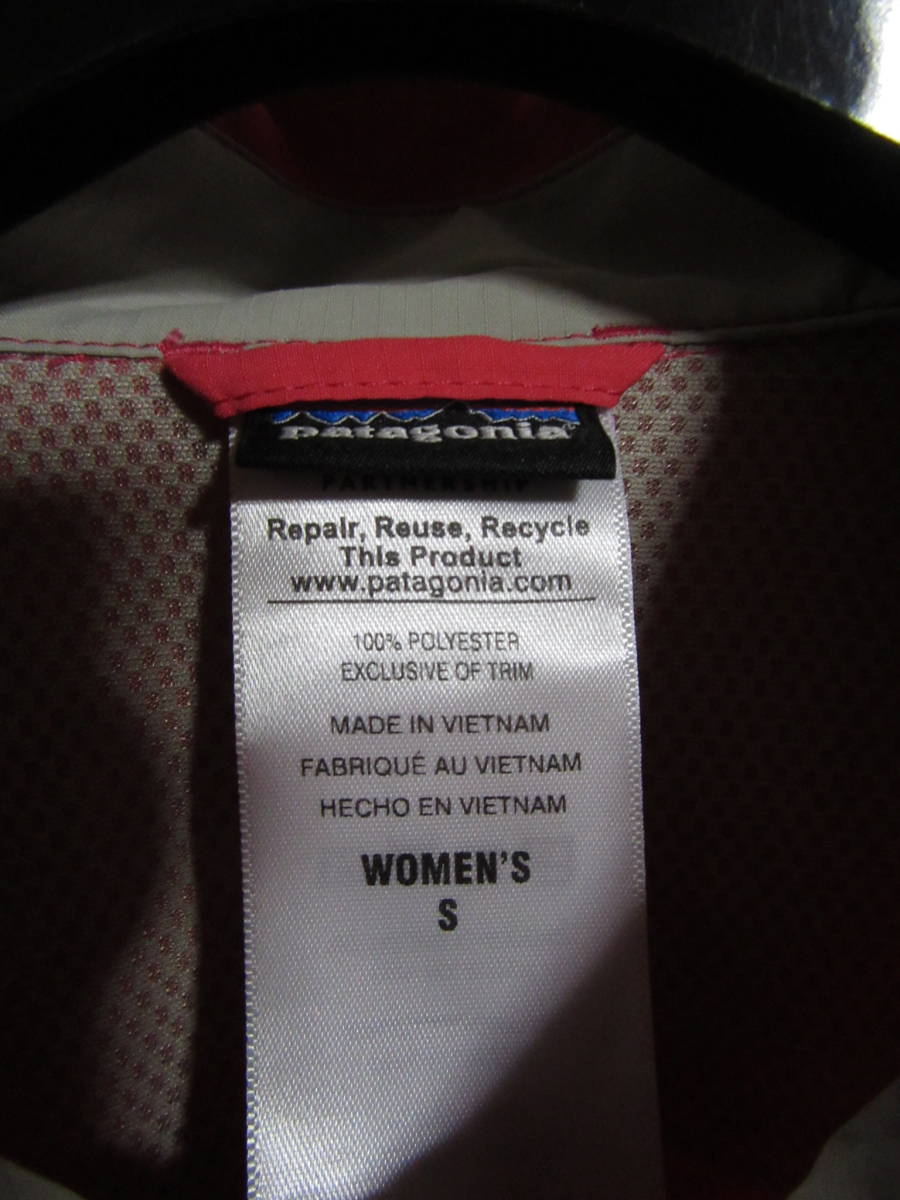 patagonia
PARTNERSHIP
Repair, Reuse, Recycle
This Product
www.patagonia.com
100% POLYESTER
EXCLUSIVE OF TRIM
MADE IN VIETNAM
FABRIQUÉ AU VIETNAM
HECHO EN VIETNAM
WOMEN'S
S